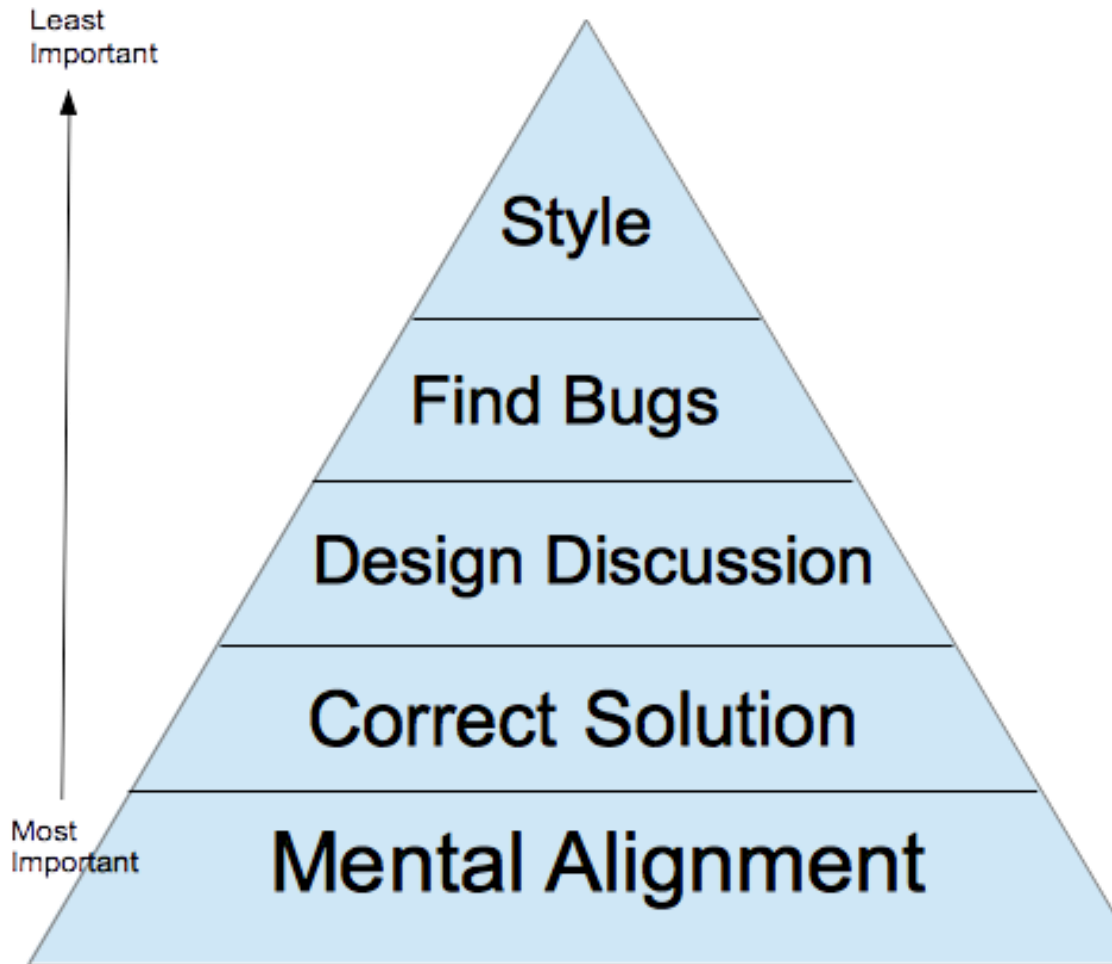 Least
Important
Style
Find Bugs
Design Discussion
Correct Solution
Most
Important
Mental Alignment